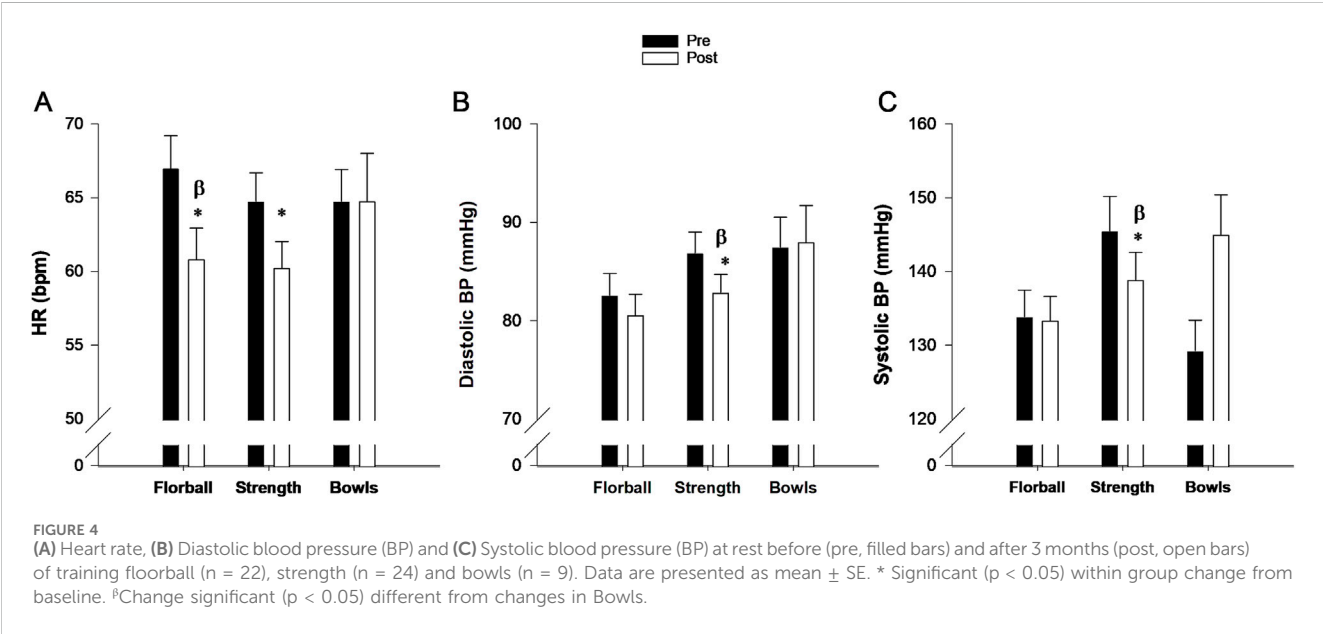 Pre
Post
A
70
65
60
55
50
0
HR (bpm)
β
*
*
Florball Strength Bowls
B
100
90
80
70
0
Diastolic BP (mmHg)
β
*
Florball Strength Bowls
C
160
150
140
130
120
0
Systolic BP (mmHg)
β
*
Florball Strength Bowls
FIGURE 4
(A) Heart rate, (B) Diastolic blood pressure (BP) and (C) Systolic blood pressure (BP) at rest before (pre, filled bars) and after 3 months (post, open bars)
of training floorball (n = 22), strength (n = 24) and bowls (n = 9). Data are presented as mean ± SE. * Significant (p < 0.05) within group change from
baseline. βChange significant (p < 0.05) different from changes in Bowls.